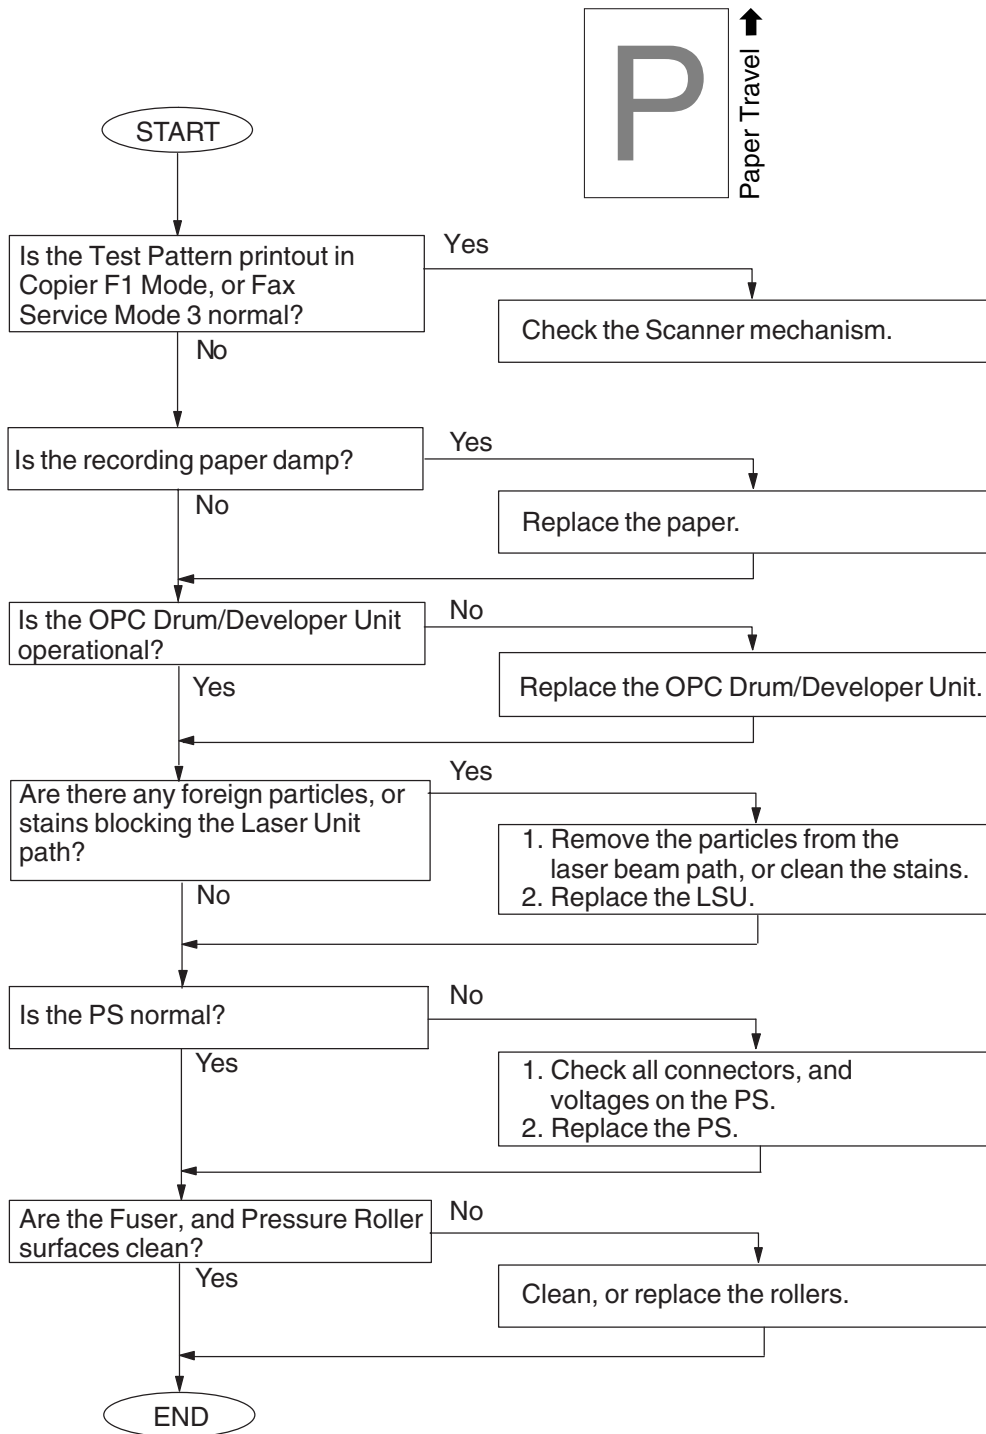 P
Paper Travel
START
Is the Test Pattern printout in
Copier F1 Mode, or Fax
Service Mode 3 normal?
Yes
Check the Scanner mechanism.
No
Is the recording paper damp?
Yes
Replace the paper.
No
Is the OPC Drum/Developer Unit
operational?
No
Replace the OPC Drum/Developer Unit.
Yes
Are there any foreign particles, or
stains blocking the Laser Unit
path?
Yes
1. Remove the particles from the
laser beam path, or clean the stains.
2. Replace the LSU.
No
Is the PS normal?
No
1. Check all connectors, and
voltages on the PS.
2. Replace the PS.
Yes
Are the Fuser, and Pressure Roller
surfaces clean?
No
Clean, or replace the rollers.
Yes
END